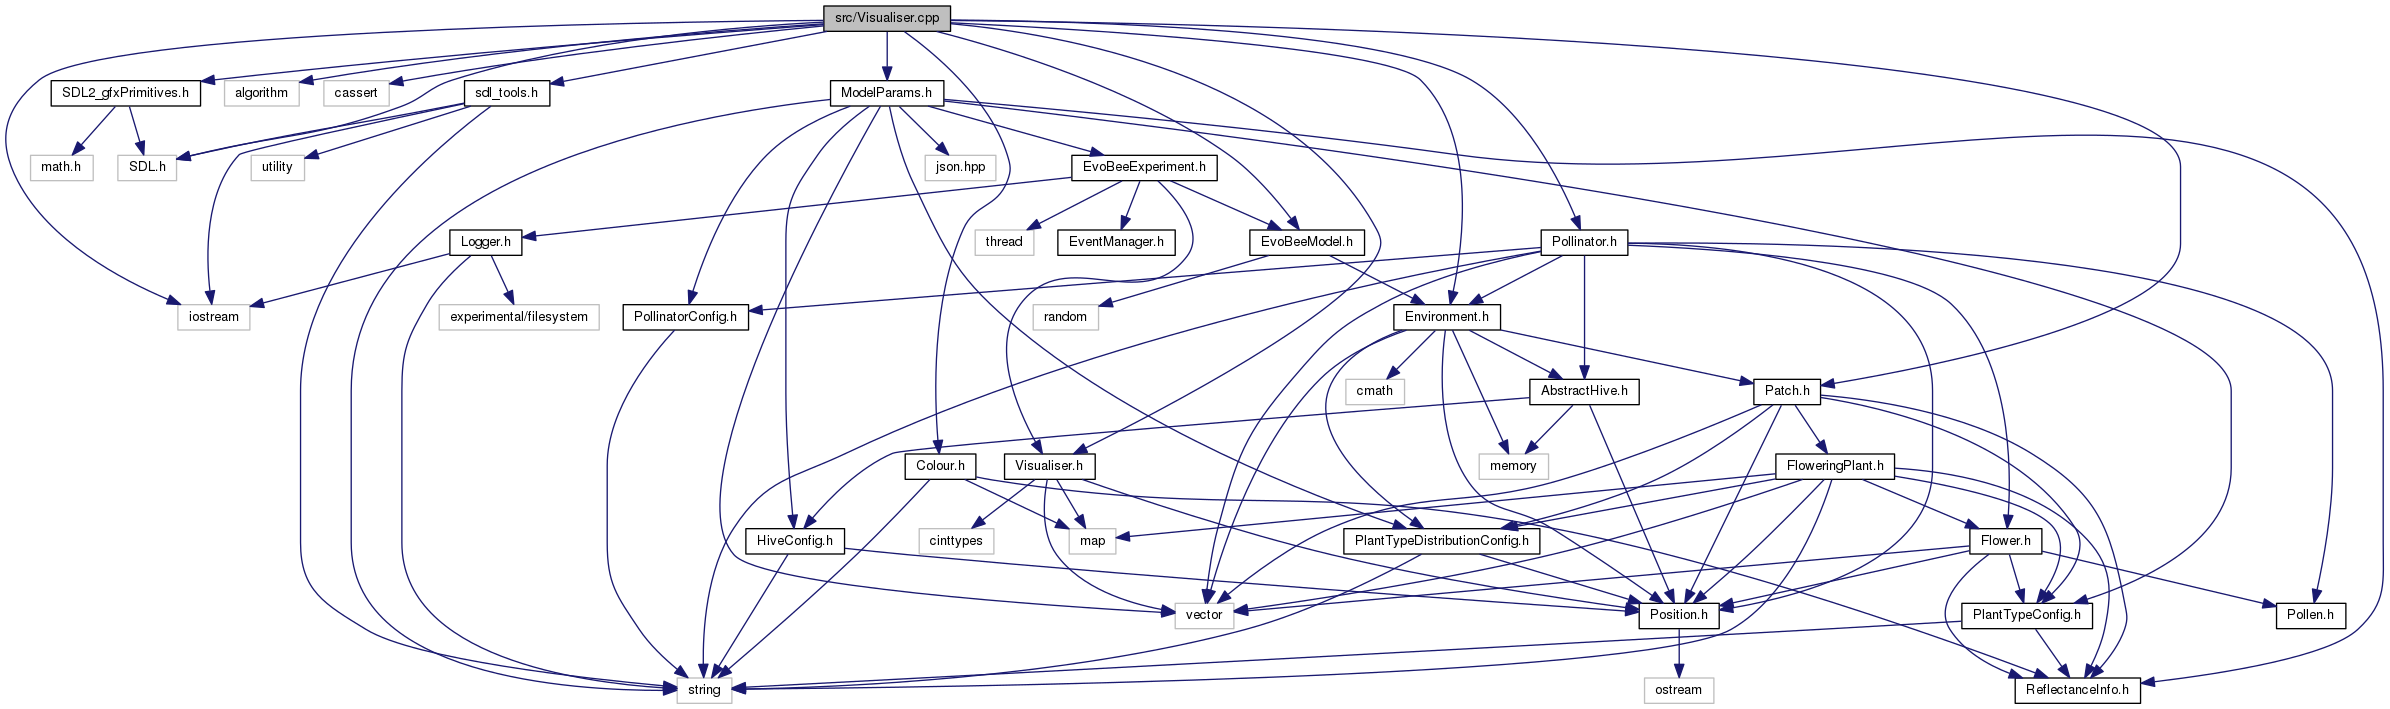 src/Visualiser.cpp
SDL2_gfxPrimitives.h
algorithm
cassert
sdl_tools.h
ModelParams.h
math.h
SDL.h
utility
json.hpp
EvoBeeExperiment.h
Logger.h
thread
EventManager.h
EvoBeeModel.h
Pollinator.h
iostream
experimental/filesystem
PollinatorConfig.h
random
Environment.h
cmath
AbstractHive.h
Patch.h
Colour.h
Visualiser.h
memory
FloweringPlant.h
HiveConfig.h
cinttypes
map
PlantTypeDistributionConfig.h
Flower.h
vector
Position.h
PlantTypeConfig.h
Pollen.h
string
ostream
ReflectanceInfo.h